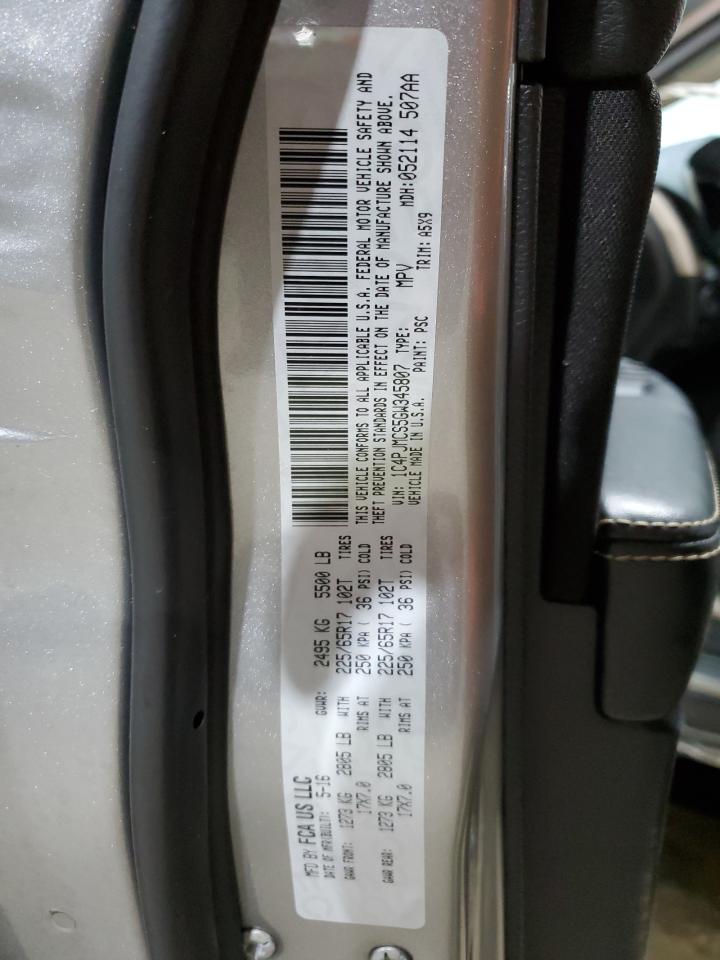 MFD BY FCA US LLC
DATE OF MFR(BUILT): 5-16 GVWR: 2495 KG 5500 LB
GAWR FRONT: 1273 KG 2805 LB WITH 225/65R17 102T TIRES
17X7.0 RIMS AT 250 KPA ( 36 PSI) COLD
GAWR REAR: 1273 KG 2805 LB WITH 225/65R17 102T TIRES
17X7.0 RIMS AT 250 KPA ( 36 PSI) COLD
THIS VEHICLE CONFORMS TO ALL APPLICABLE U.S.A. FEDERAL MOTOR VEHICLE SAFETY AND
THEFT PREVENTION STANDARDS IN EFFECT ON THE DATE OF MANUFACTURE SHOWN ABOVE.
VIN: 1C4PJMCS5GW345807 TYPE: MPV MDH:052114 507AA
VEHICLE MADE IN U.S.A. PAINT: PSC TRIM: A5X9